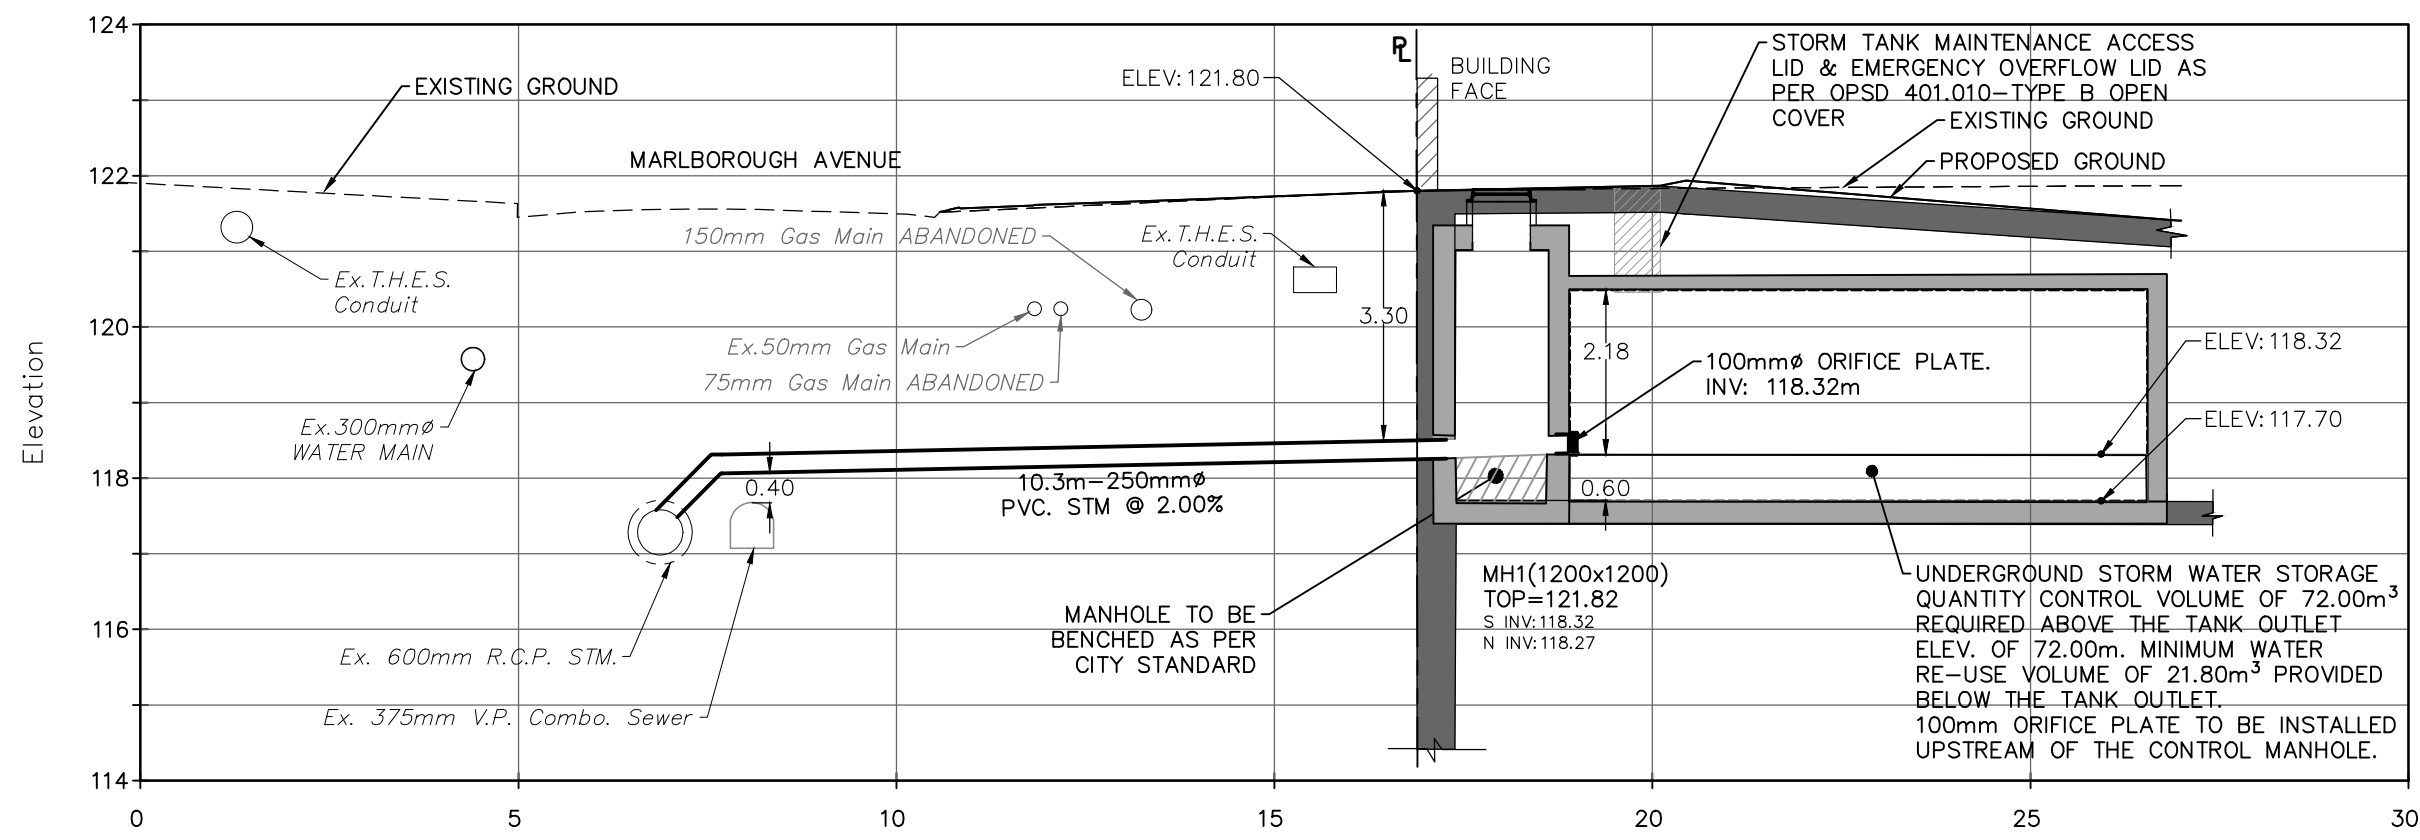 124
122
120
118
116
114
Elevation
0
5
10
15
20
25
30
EXISTING GROUND
MARLBOROUGH AVENUE
ELEV: 121.80
PL
BUILDING
FACE
STORM TANK MAINTENANCE ACCESS
LID & EMERGENCY OVERFLOW LID AS
PER OPSD 401.010-TYPE B OPEN
COVER
EXISTING GROUND
PROPOSED GROUND
150mm Gas Main ABANDONED
Ex.T.H.E.S.
Conduit
Ex.T.H.E.S.
Conduit
3.30
Ex.50mm Gas Main
75mm Gas Main ABANDONED
2.18
100mmø ORIFICE PLATE.
INV: 118.32m
ELEV: 118.32
ELEV: 117.70
Ex.300mmø
WATER MAIN
0.40
10.3m-250mmø
PVC. STM @ 2.00%
0.60
MH1(1200x1200)
TOP=121.82
S INV:118.32
N INV:118.27
MANHOLE TO BE
BENCHED AS PER
CITY STANDARD
Ex. 600mm R.C.P. STM.
Ex. 375mm V.P. Combo. Sewer
UNDERGROUND STORM WATER STORAGE
QUANTITY CONTROL VOLUME OF 72.00m³
REQUIRED ABOVE THE TANK OUTLET
ELEV. OF 72.00m. MINIMUM WATER
RE-USE VOLUME OF 21.80m³ PROVIDED
BELOW THE TANK OUTLET.
100mm ORIFICE PLATE TO BE INSTALLED
UPSTREAM OF THE CONTROL MANHOLE.